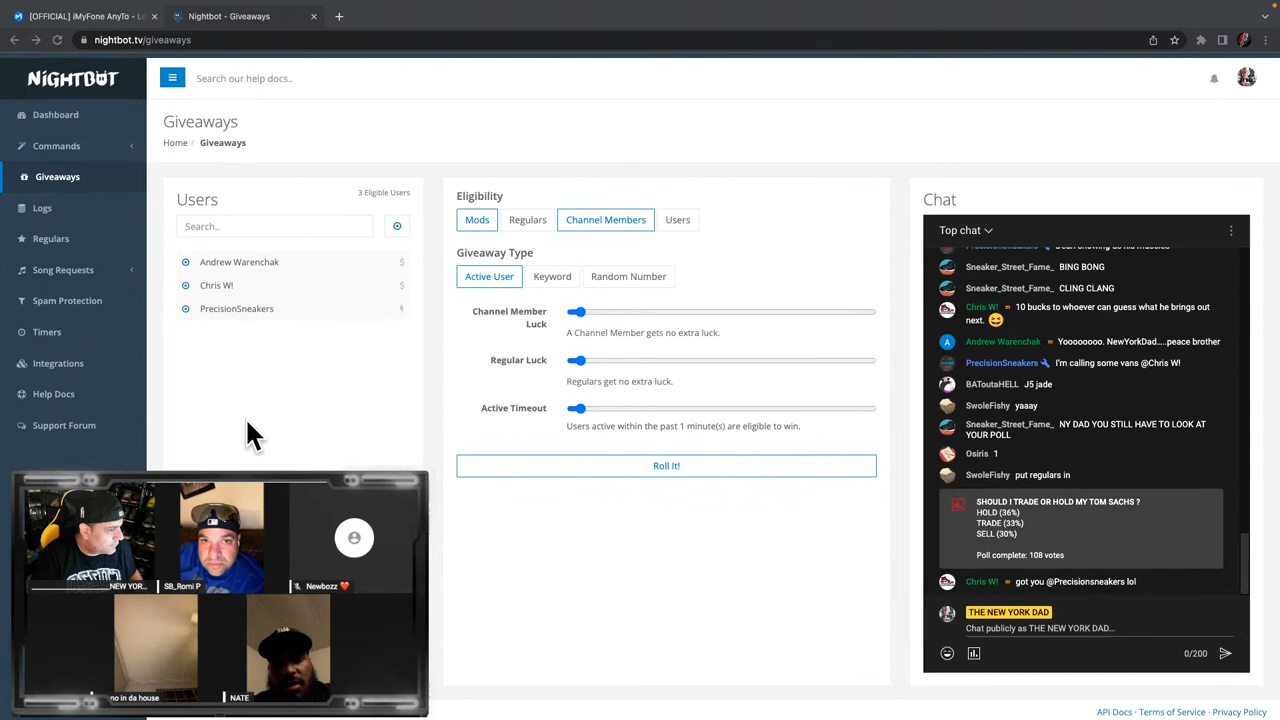 [OFFICIAL] iMyFone AnyTo - L
Nightbot - Giveaways
nightbot.tv/giveaways
NiGHTBOT
Search our help docs..
Dashboard
Commands
Giveaways
Logs
Regulars
Song Requests
Spam Protection
Timers
Integrations
Help Docs
Support Forum
Giveaways
Home / Giveaways
Users
3 Eligible Users
Search..
Andrew Warenchak
$
Chris W!
$
PrecisionSneakers
Eligibility
Mods
Regulars
Channel Members
Users
Giveaway Type
Active User
Keyword
Random Number
Channel Member
Luck
A Channel Member gets no extra luck.
Regular Luck
Regulars get no extra luck.
Active Timeout
Users active within the past 1 minute(s) are eligible to win.
Roll It!
Chat
Top chat
Sneaker_Street_Fame_ BING BONG
Sneaker_Street_Fame_ CLING CLANG
Chris W! 10 bucks to whoever can guess what he brings out
next.
A Andrew Warenchak Yooooooo. NewYorkDad.....peace brother
PrecisionSneakers I'm calling some vans @Chris W!
BAToutaHELL J5 jade
SwoleFishy yaaay
Sneaker_Street_Fame_ NY DAD YOU STILL HAVE TO LOOK AT
YOUR POLL
Osiris 1
SwoleFishy put regulars in
SHOULD I TRADE OR HOLD MY TOM SACHS ?
HOLD (36%)
TRADE (33%)
SELL (30%)
Poll complete: 108 votes
Chris W! got you @Precisionsneakers lol
THE NEW YORK DAD
Chat publicly as THE NEW YORK DAD...
0/200
NEW YOR...
SB_Romi P
Newbozz
no in da house
NATE
API Docs · Terms of Service · Privacy Policy